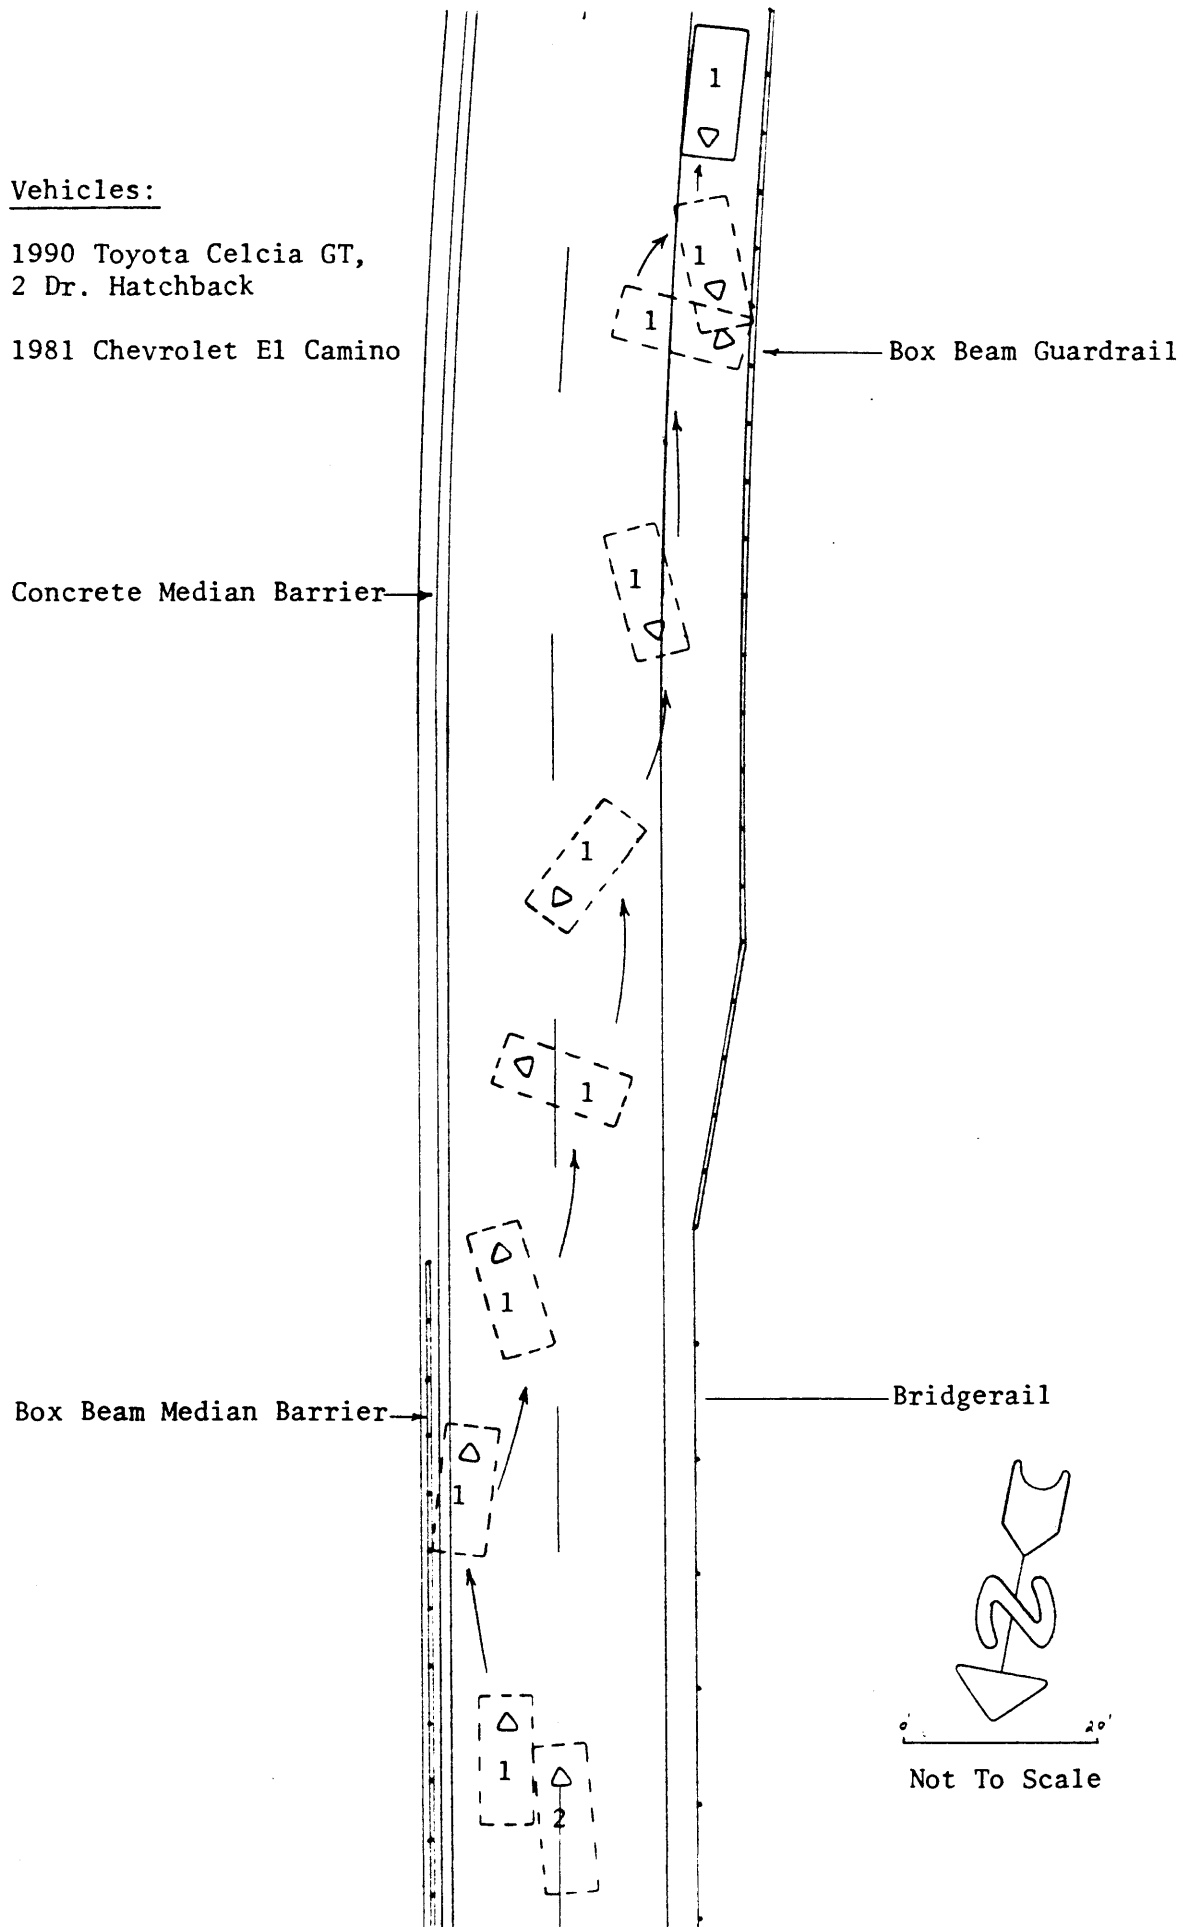 1
Vehicles:
1
1990 Toyota Celcia GT,
2 Dr. Hatchback
1
1981 Chevrolet El Camino
Box Beam Guardrail
1
Concrete Median Barrier
1
1
1
Box Beam Median Barrier
Bridgerail
1
N
0' 20'
1
Not To Scale
2